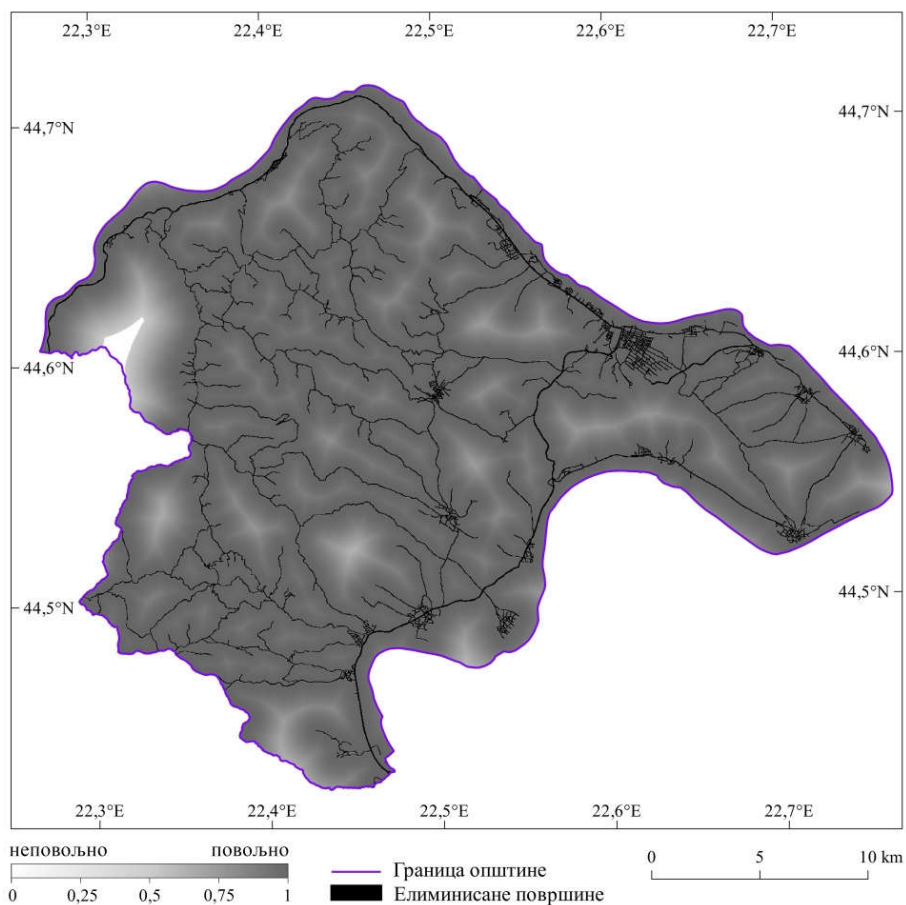 22,3°E 22,4°E 22,5°E 22,6°E 22,7°E
44,7°N 44,7°N
44,6°N 44,6°N
44,5°N 44,5°N
22,3°E 22,4°E 22,5°E 22,6°E 22,7°E
неповољно повољно
0 0,25 0,5 0,75 1
Граница општине
Елиминисане површине
0 5 10 km